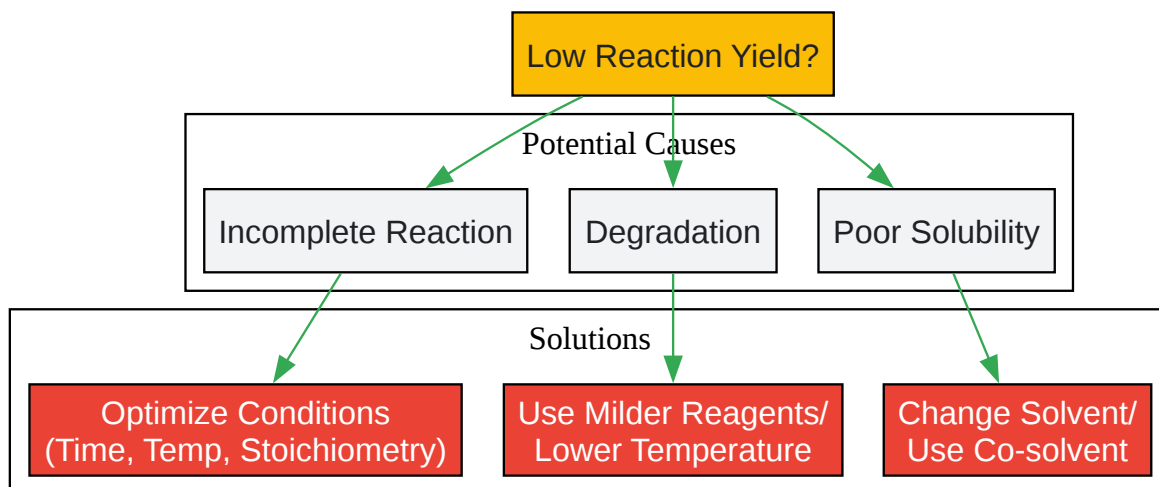 Low Reaction Yield?
Potential Causes
Incomplete Reaction
Degradation
Poor Solubility
Solutions
Optimize Conditions
(Time, Temp, Stoichiometry)
Use Milder Reagents/
Lower Temperature
Change Solvent/
Use Co-solvent